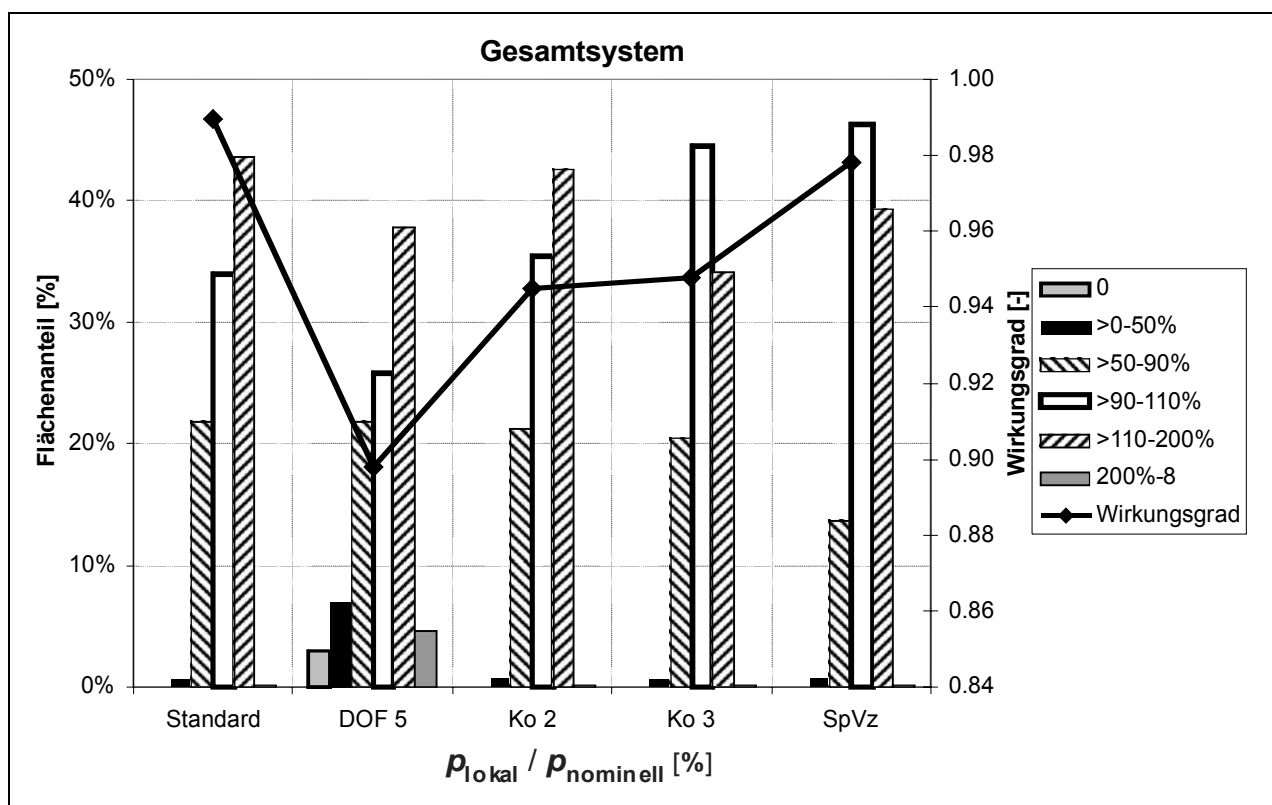 Gesamtsystem
50%
40%
30%
20%
10%
0%
Flächenanteil [%]
1.00
0.98
0.96
0.94
0.92
0.90
0.88
0.86
0.84
Wirkungsgrad [-]
Standard
DOF 5
Ko 2
Ko 3
SpVz
p lokal / p nominell [%]
0
>0-50%
>50-90%
>90-110%
>110-200%
200%-8
Wirkungsgrad